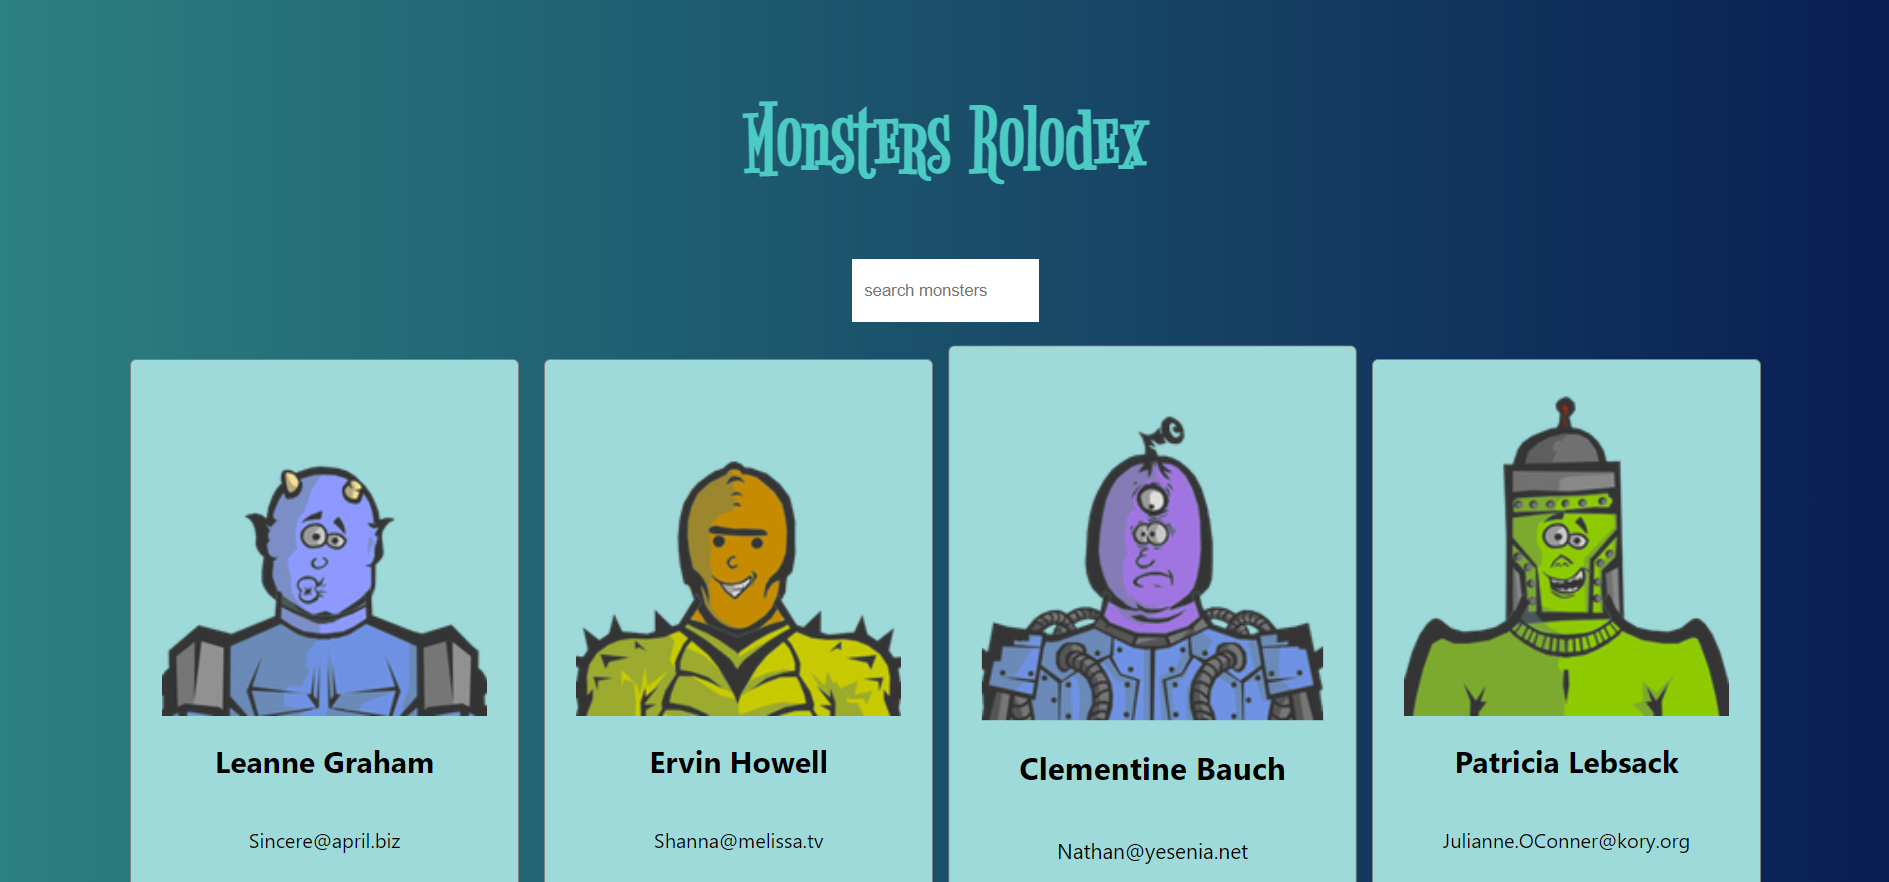 Monsters Rolodex
search monsters
Leanne Graham
Ervin Howell
Clementine Bauch
Patricia Lebsack
Sincere@april.biz
Shanna@melissa.tv
Nathan@yesenia.net
Julianne.OConner@kory.org